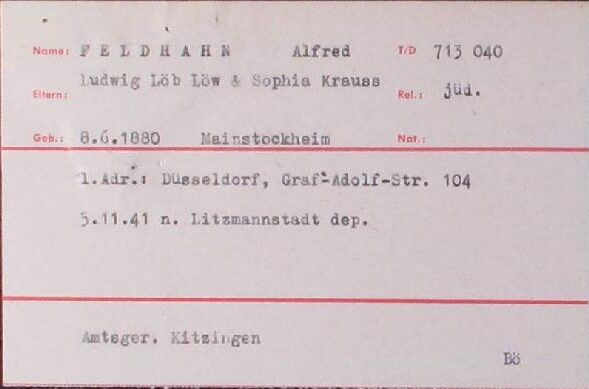 Name: FELDHAHN Alfred T/D 713 040
Eltern: Ludwig Löb Löw & Sophia Krauss Rel.: jüd.
Geb.: 8.6.1880 Mainstockheim Nat.:
l.Adr.: Düsseldorf, Graf-Adolf-Str. 104
5.11.41 n. Litzmannstadt dep.
Amtsger. Kitzingen
Bö